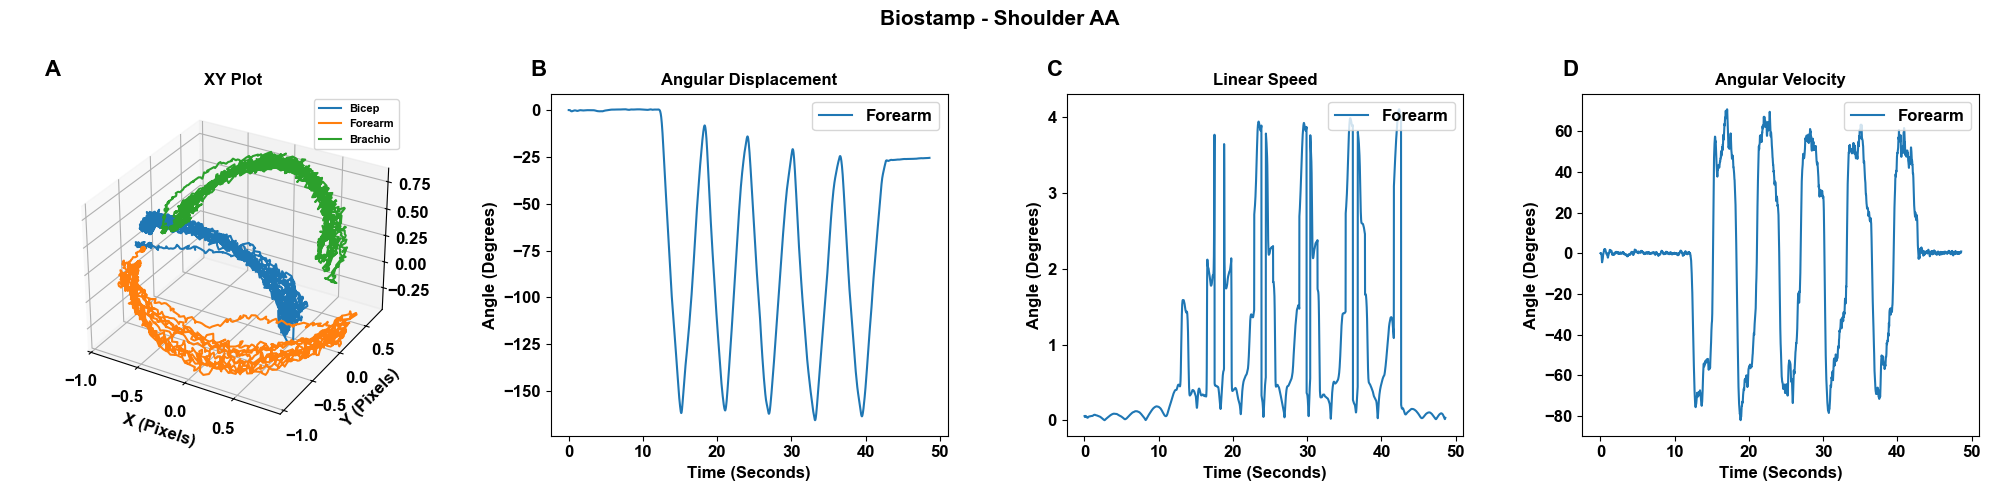 Biostamp - Shoulder AA
A
XY Plot
Bicep
Forearm
Brachio
0.75
0.50
0.25
0.00
−0.25
−1.0
−0.5
0.0
0.5
X (Pixels)
−1.0
−0.5
0.0
0.5
Y (Pixels)
B
Angular Displacement
Forearm
0
−25
−50
−75
−100
−125
−150
Angle (Degrees)
0 10 20 30 40 50
Time (Seconds)
C
Linear Speed
Forearm
4
3
2
1
0
Angle (Degrees)
0 10 20 30 40 50
Time (Seconds)
D
Angular Velocity
Forearm
60
40
20
0
−20
−40
−60
−80
Angle (Degrees)
0 10 20 30 40 50
Time (Seconds)